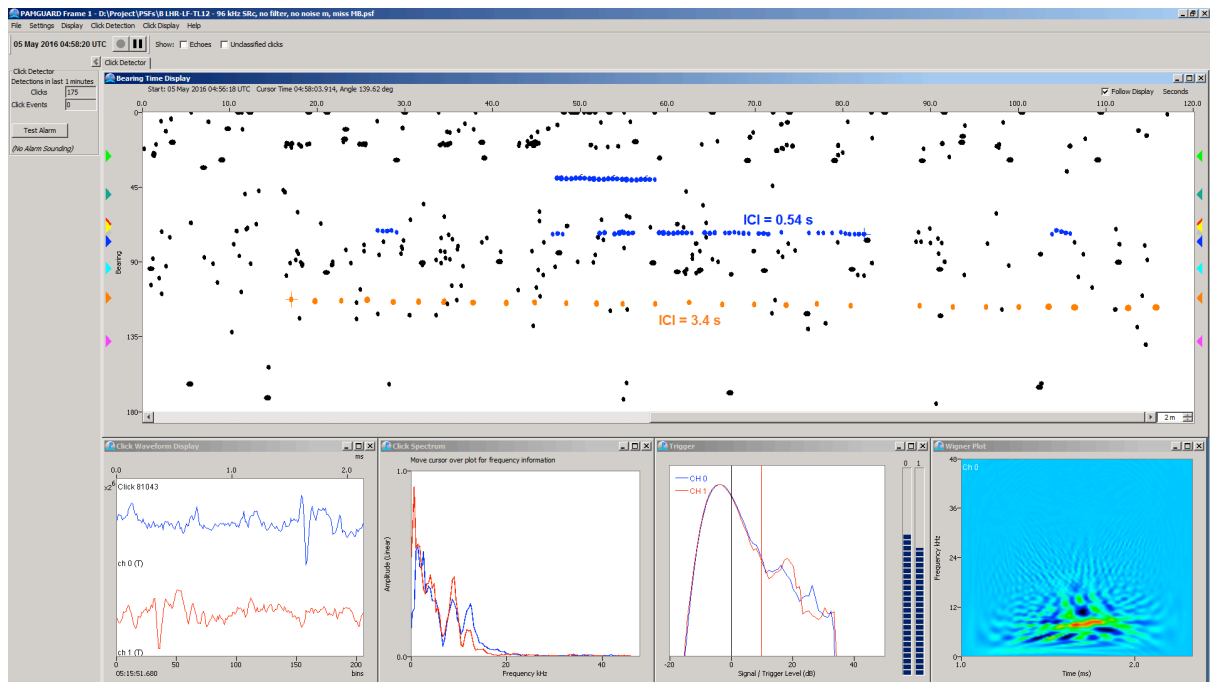 PAMGUARD Frame 1 - D:\Project\PSFs\B LHR-LF-TL12 - 96 kHz SRc, no filter, no noise m, miss MB.psf
File Settings Display Click Detection Click Display Help
05 May 2016 04:58:20 UTC Show: Echoes Unclassified clicks
Click Detector
Detections in last 1 minutes
Clicks 175
Click Events 0
Test Alarm
(No Alarm Sounding)
Click Detector
Bearing Time Display
Start: 05 May 2016 04:56:18 UTC Cursor Time 04:58:03.914, Angle 139.62 deg
Follow Display Seconds
0.0 10.0 20.0 30.0 40.0 50.0 60.0 70.0 80.0 90.0 100.0 110.0 120.0
0
45
90
135
180
Bearing
ICI = 0.54 s
ICI = 3.4 s
2 m
Click Waveform Display
ms
0.0 1.0 2.0
x2⁶
Click 81043
ch 0 (T)
ch 1 (T)
0 50 100 150 200
05:15:51.680 bins
Click Spectrum
Move cursor over plot for frequency information
1.0
Amplitude (Linear)
0.0
0 20 40
Frequency kHz
Trigger
CH 0
CH 1
0 1
-20 0 20 40
Signal / Trigger Level (dB)
Wigner Plot
Ch 0
48
36
24
12
0
Frequency kHz
1.0 2.0
Time (ms)